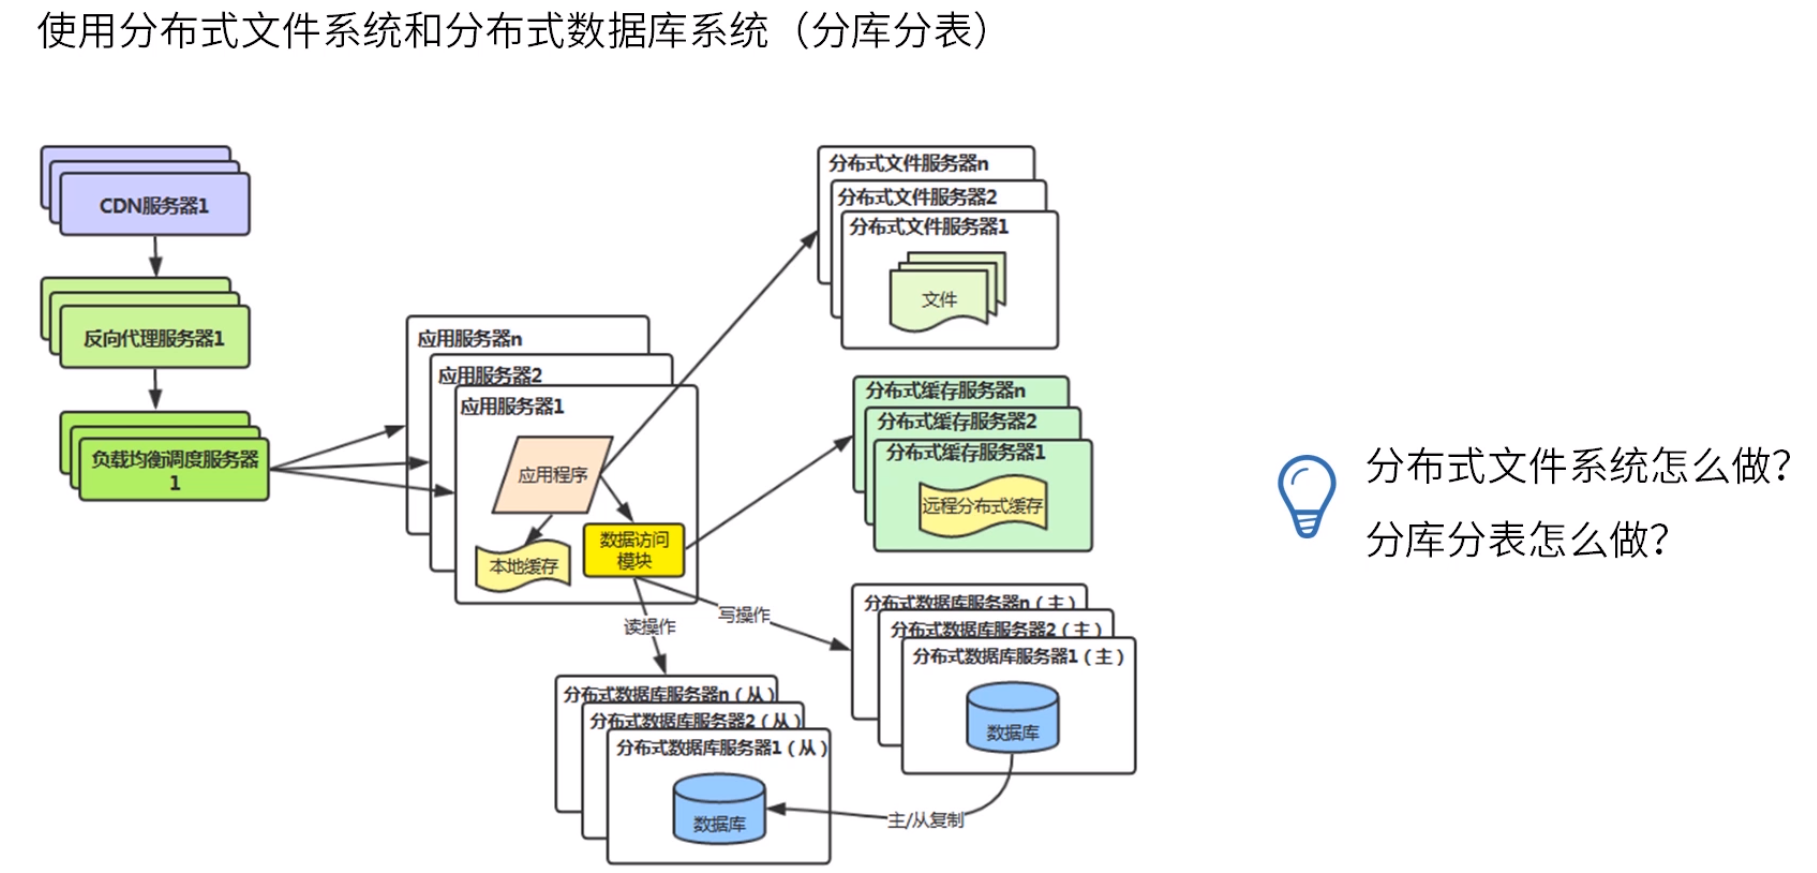 使用分布式文件系统和分布式数据库系统（分库分表）
CDN服务器1
反向代理服务器1
负载均衡调度服务器
1
应用服务器n
应用服务器2
应用服务器1
应用程序
本地缓存
数据访问
模块
分布式文件服务器n
分布式文件服务器2
分布式文件服务器1
文件
分布式缓存服务器n
分布式缓存服务器2
分布式缓存服务器1
远程分布式缓存
读操作
写操作
分布式数据库服务器n（主）
分布式数据库服务器2（主）
分布式数据库服务器1（主）
数据库
分布式数据库服务器n（从）
分布式数据库服务器2（从）
分布式数据库服务器1（从）
数据库
主/从复制
分布式文件系统怎么做?
分库分表怎么做?